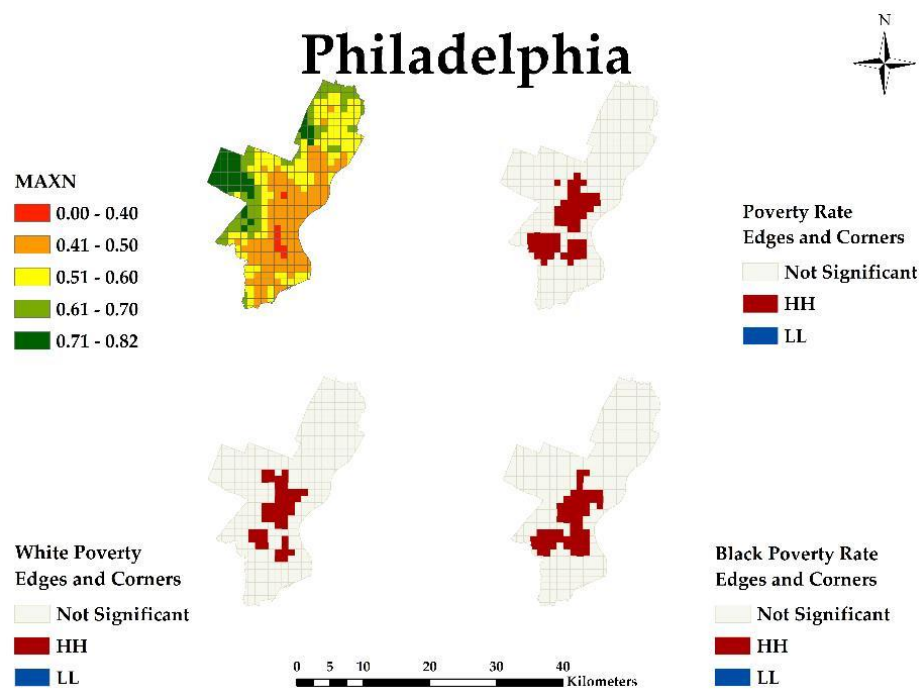 Philadelphia
N
MAXN
0.00 - 0.40
0.41 - 0.50
0.51 - 0.60
0.61 - 0.70
0.71 - 0.82
Poverty Rate
Edges and Corners
Not Significant
HH
LL
White Poverty
Edges and Corners
Not Significant
HH
LL
Black Poverty Rate
Edges and Corners
Not Significant
HH
LL
0 5 10 20 30 40
Kilometers